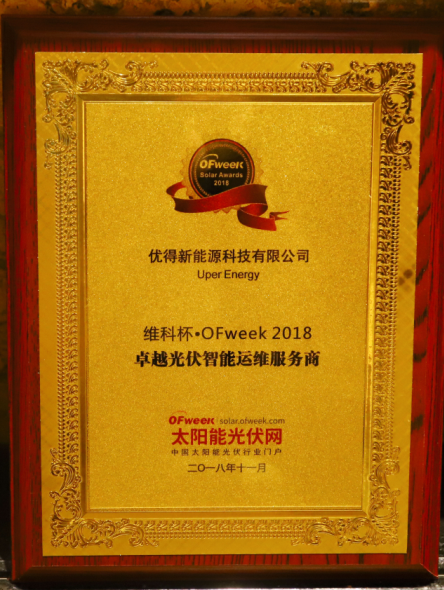 OFweek
Solar Awards
2018
优得新能源科技有限公司
Uper Energy
维科杯•OFweek 2018
卓越光伏智能运维服务商
OFweek solar.ofweek.com
太阳能光伏网
中国太阳能光伏行业门户
二〇一八年十一月